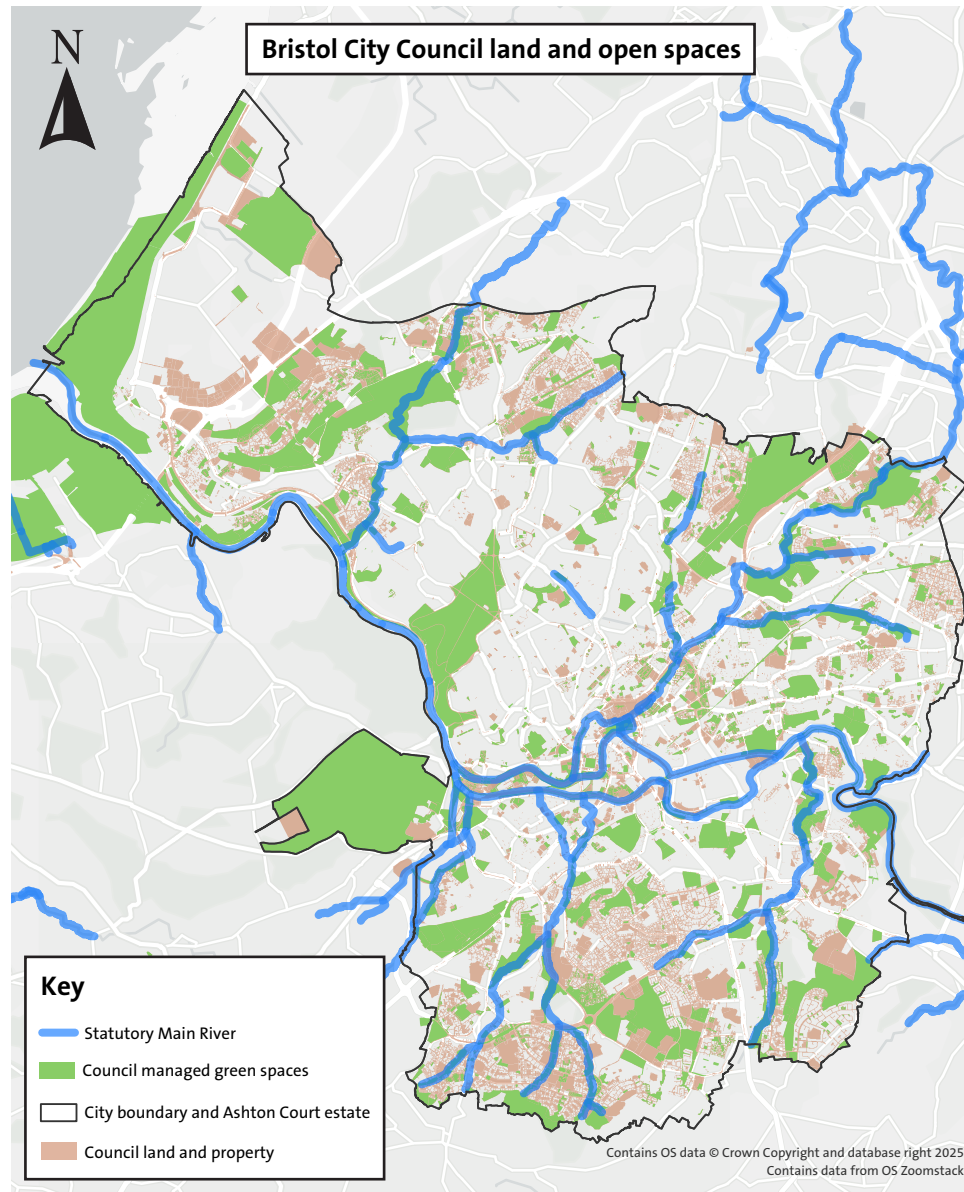 Bristol City Council land and open spaces
N
Key
Statutory Main River
Council managed green spaces
City boundary and Ashton Court estate
Council land and property
Contains OS data © Crown Copyright and database right 2025
Contains data from OS Zoomstack